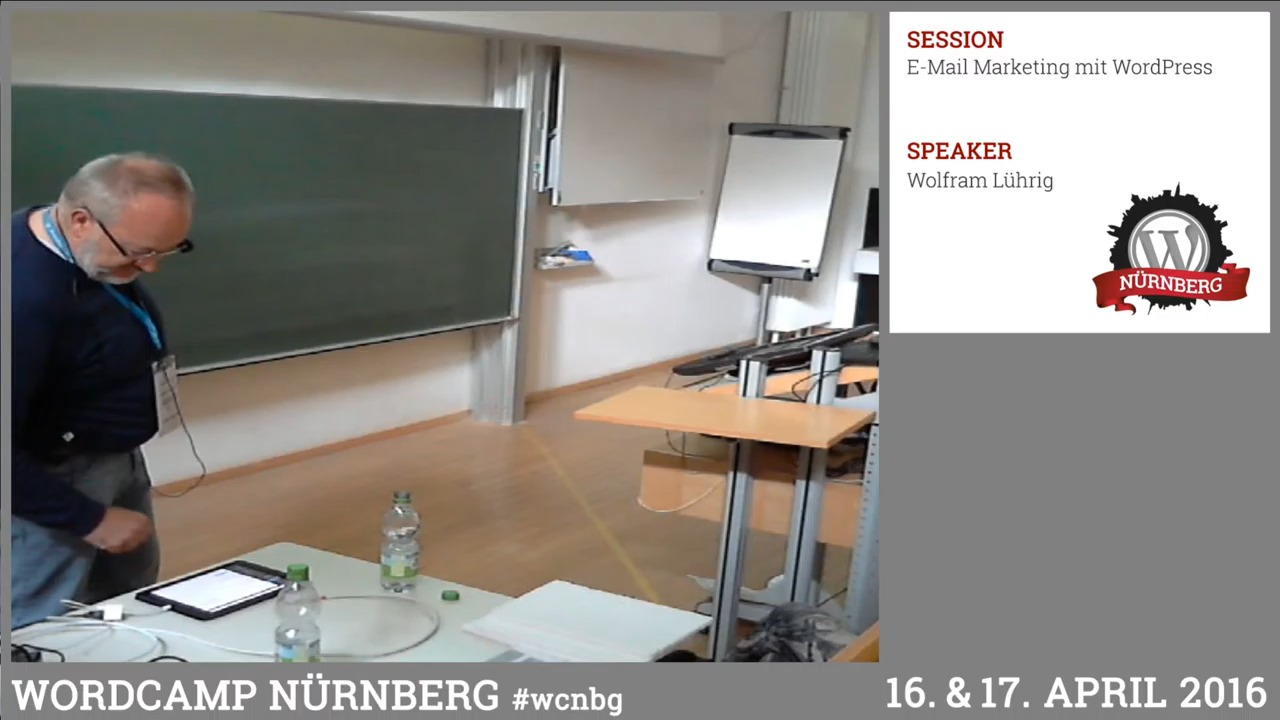 SESSION
E-Mail Marketing mit WordPress
SPEAKER
Wolfram Lührig
W
NÜRNBERG
WORDCAMP NÜRNBERG #wcnbg
16. & 17. APRIL 2016